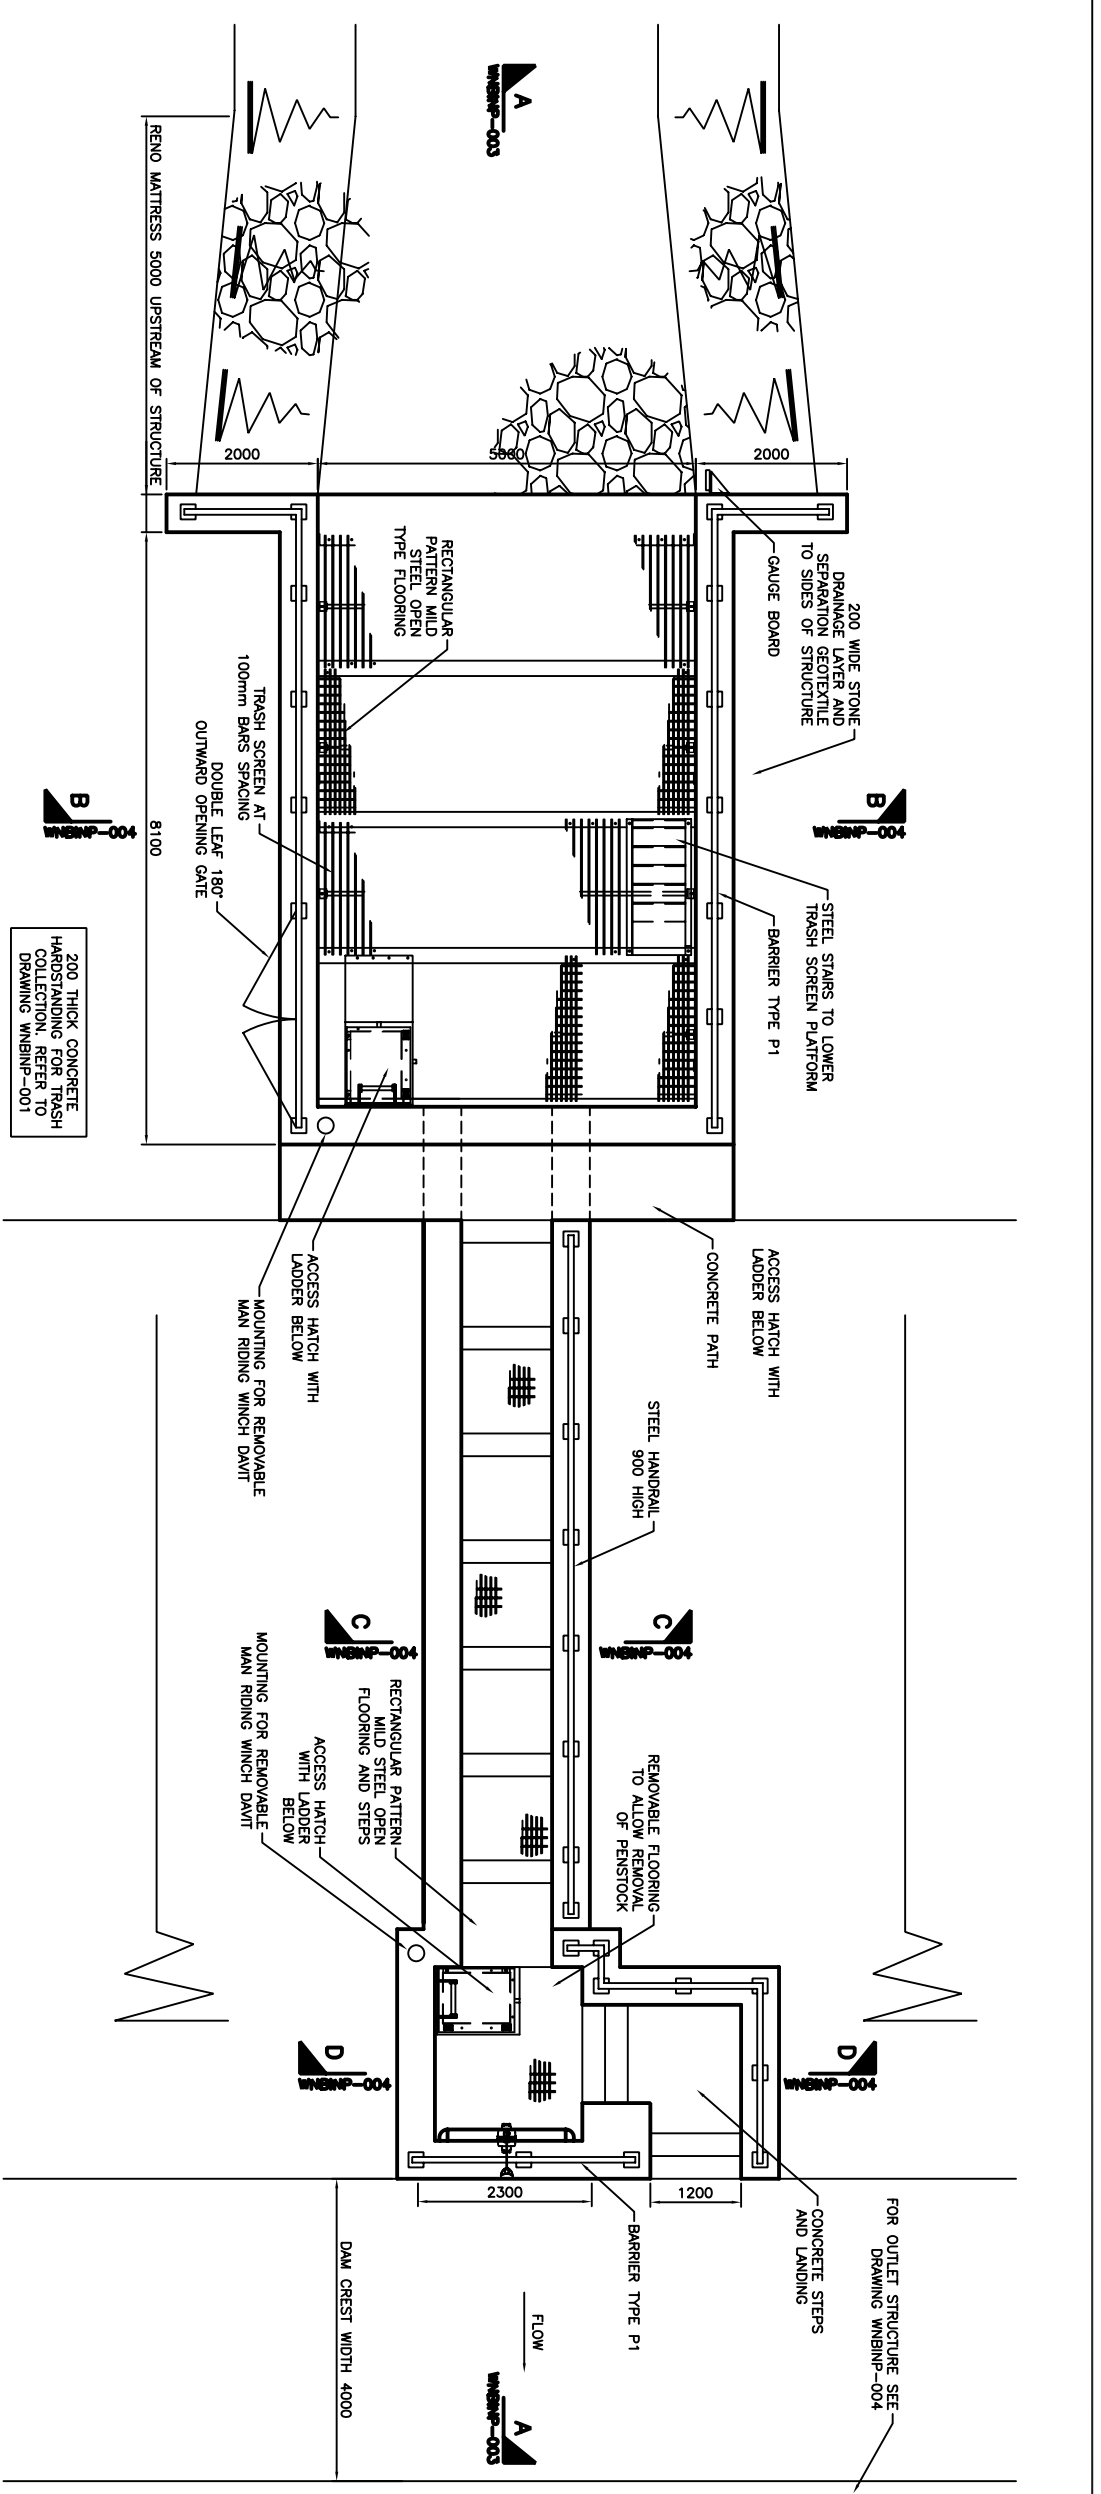 A
WNBINP-003
RENO MATTRESS 5000 UPSTREAM OF STRUCTURE
2000
5000
2000
200 WIDE STONE
DRAINAGE LAYER AND
SEPARATION GEOTEXTILE
TO SIDES OF STRUCTURE
GAUGE BOARD
RECTANGULAR
PATTERN MILD
STEEL OPEN
TYPE FLOORING
TRASH SCREEN AT
100mm BARS SPACING
DOUBLE LEAF 180°
OUTWARD OPENING GATE
B
WNBINP-004
B
WNBINP-004
8100
STEEL STAIRS TO LOWER
TRASH SCREEN PLATFORM
BARRIER TYPE P1
200 THICK CONCRETE
HARDSTANDING FOR TRASH
COLLECTION. REFER TO
DRAWING WNBINP-001
ACCESS HATCH WITH
LADDER BELOW
CONCRETE PATH
ACCESS HATCH WITH
LADDER BELOW
MOUNTING FOR REMOVABLE
MAN RIDING WINCH DAVIT
STEEL HANDRAIL
900 HIGH
C
WNBINP-004
C
WNBINP-004
REMOVABLE FLOORING
TO ALLOW REMOVAL
OF PENSTOCK
RECTANGULAR PATTERN
MILD STEEL OPEN
FLOORING AND STEPS
ACCESS HATCH
WITH LADDER
BELOW
MOUNTING FOR REMOVABLE
MAN RIDING WINCH DAVIT
D
WNBINP-004
D
WNBINP-004
2300
1200
CONCRETE STEPS
AND LANDING
BARRIER TYPE P1
FOR OUTLET STRUCTURE SEE
DRAWING WNBINP-004
DAM CREST WIDTH 4000
FLOW
A
WNBINP-003